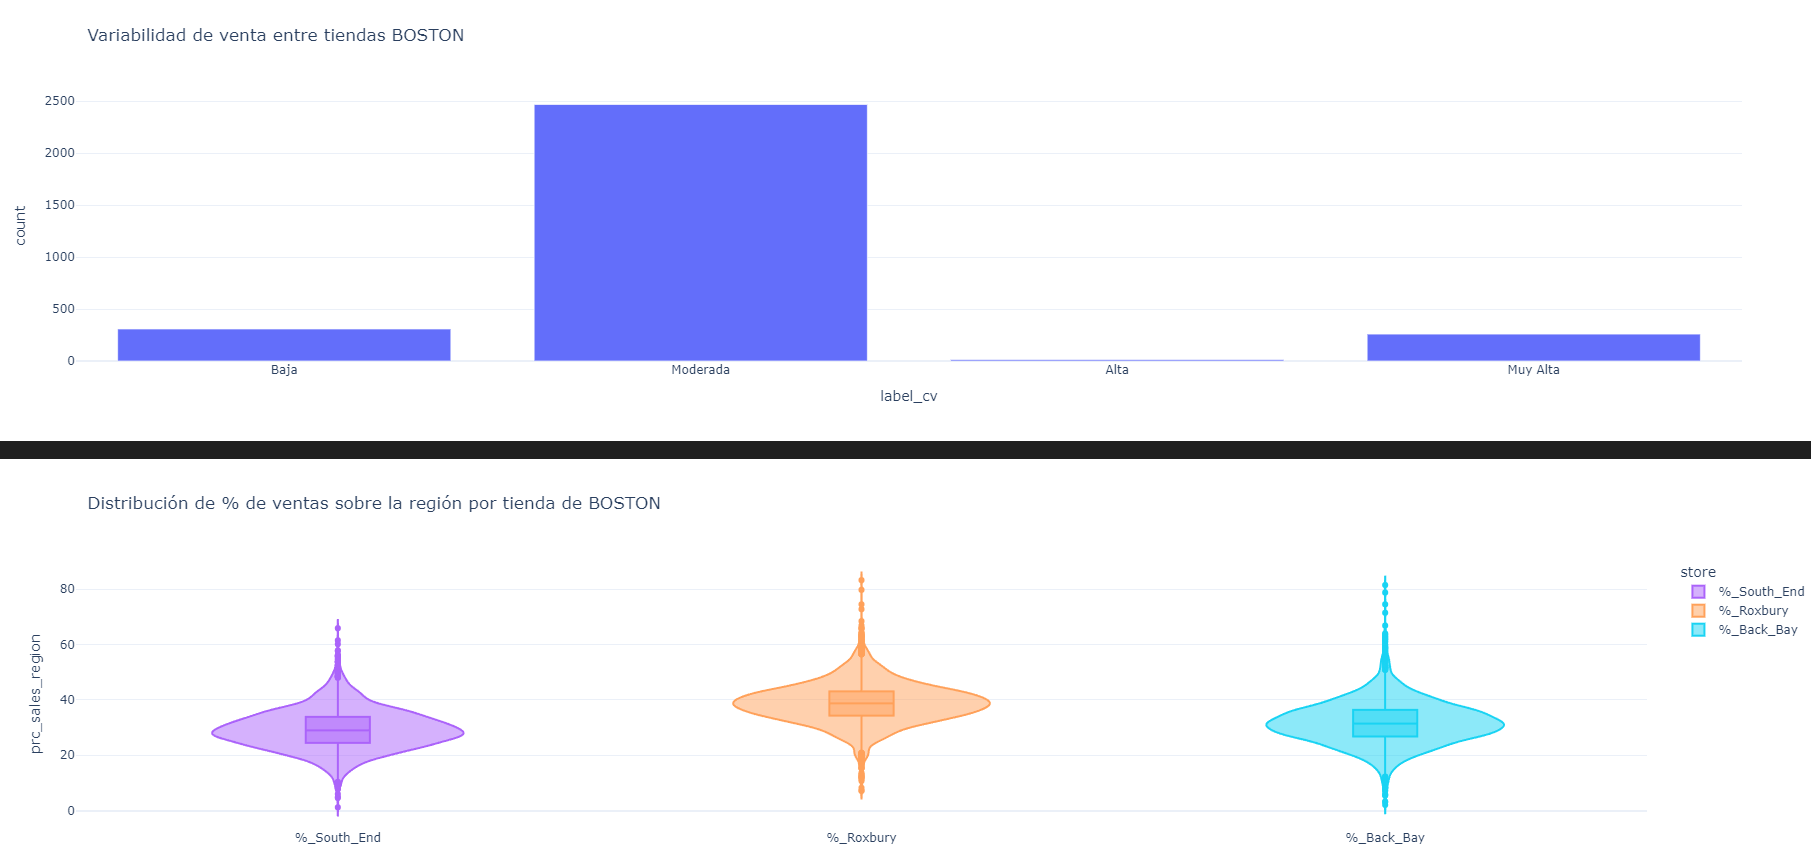 Variabilidad de venta entre tiendas BOSTON
2500
2000
1500
1000
500
0
count
Baja Moderada Alta Muy Alta
label_cv
Distribución de % de ventas sobre la región por tienda de BOSTON
80
60
40
20
0
prc_sales_region
%_South_End %_Roxbury %_Back_Bay
store
%_South_End
%_Roxbury
%_Back_Bay